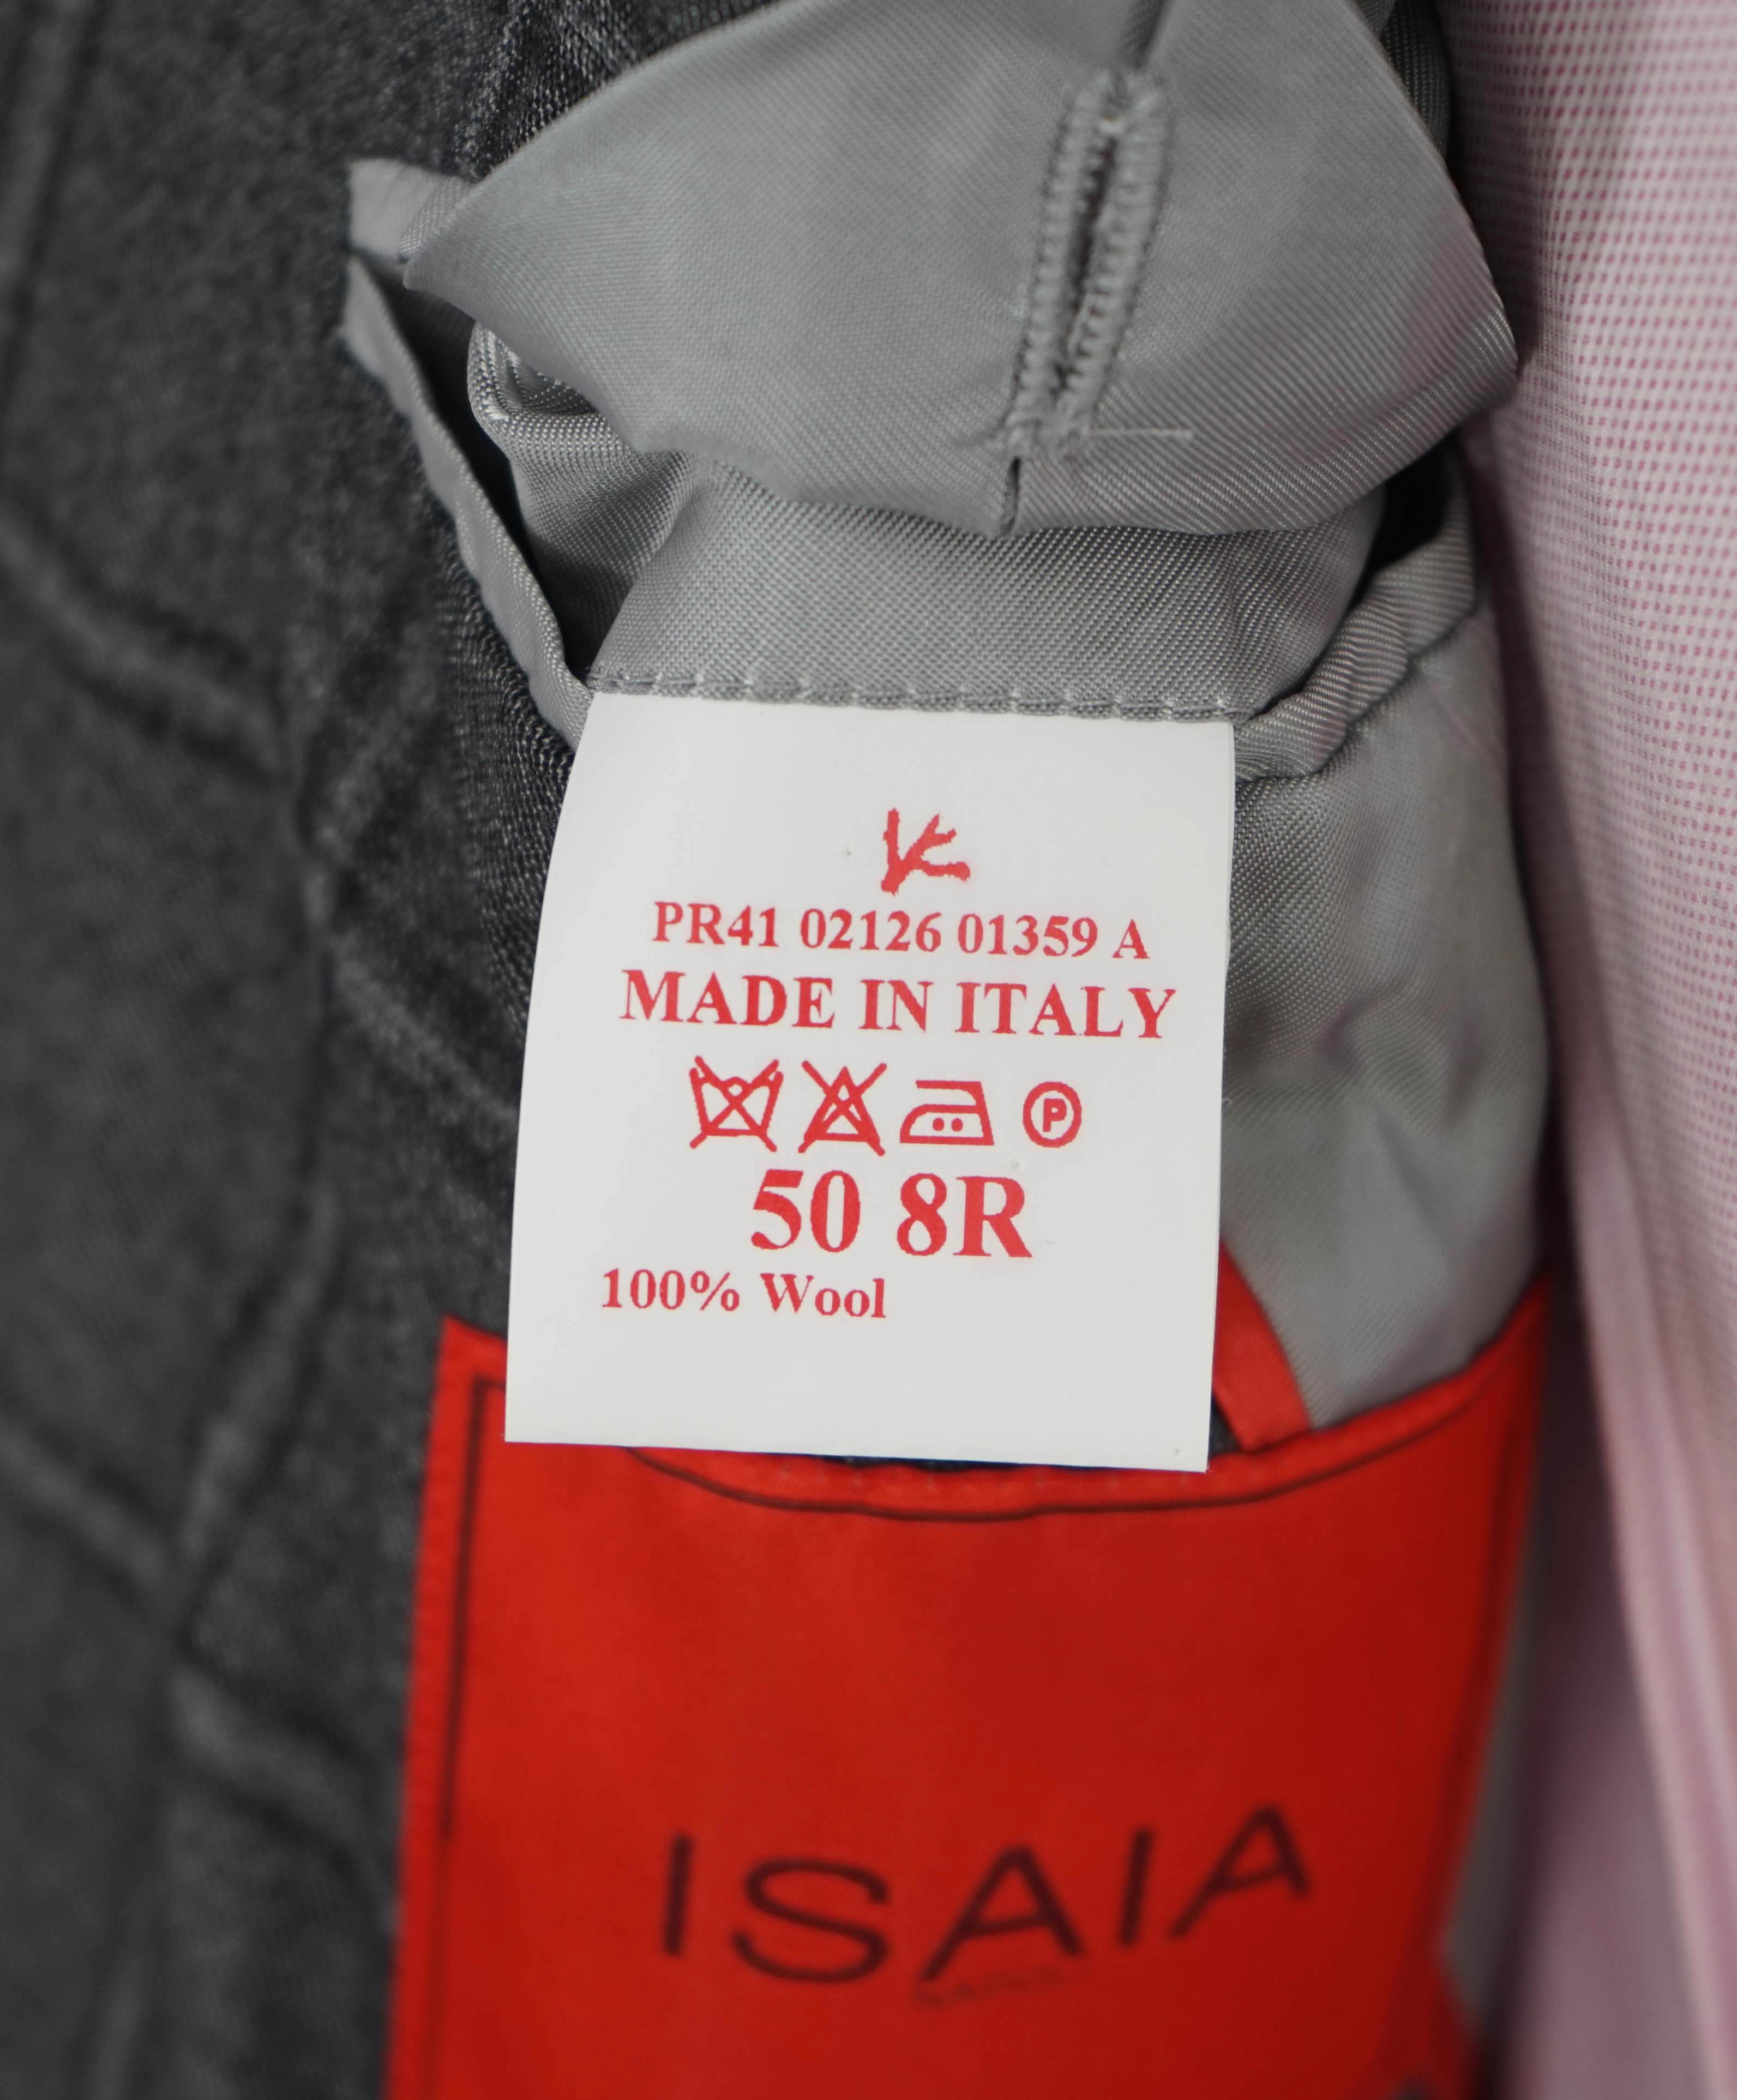 PR41 02126 01359 A
MADE IN ITALY
P
50 8R
100% Wool
ISAIA